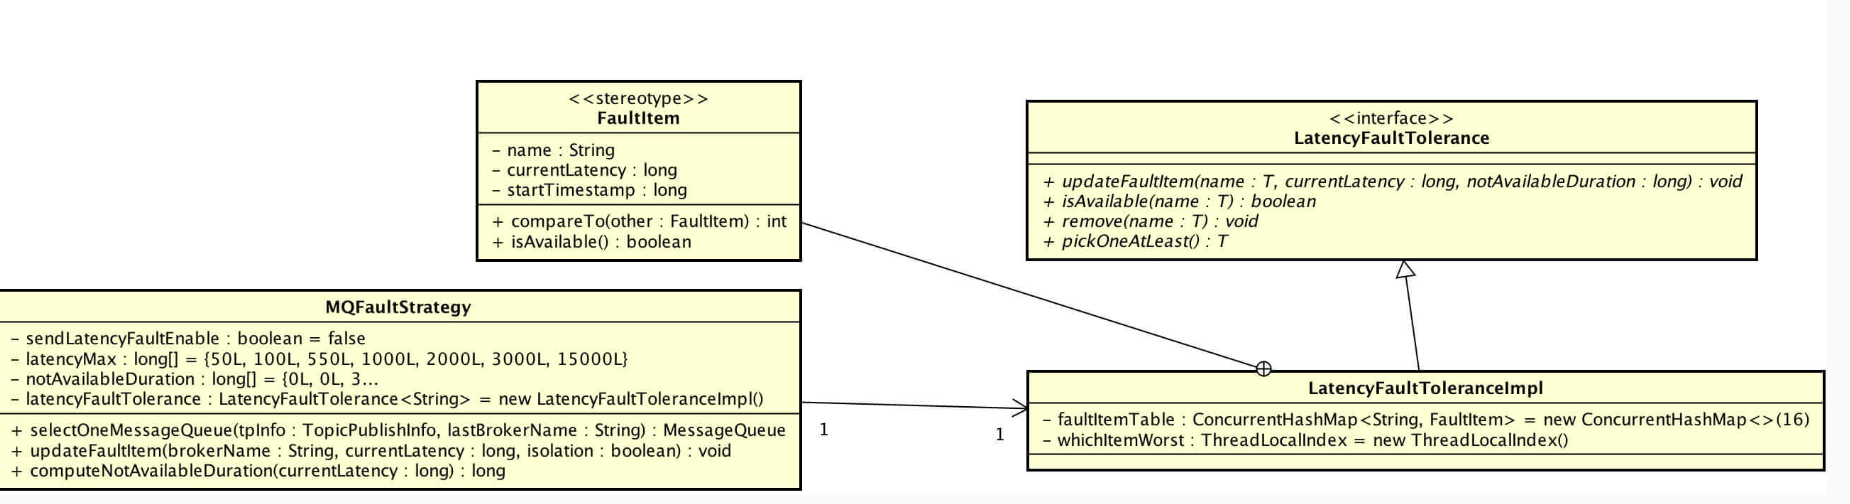 <<stereotype>>
FaultItem
- name : String
- currentLatency : long
- startTimestamp : long
+ compareTo(other : FaultItem) : int
+ isAvailable() : boolean
<<interface>>
LatencyFaultTolerance
+ updateFaultItem(name : T, currentLatency : long, notAvailableDuration : long) : void
+ isAvailable(name : T) : boolean
+ remove(name : T) : void
+ pickOneAtLeast() : T
MQFaultStrategy
- sendLatencyFaultEnable : boolean = false
- latencyMax : long[] = {50L, 100L, 550L, 1000L, 2000L, 3000L, 15000L}
- notAvailableDuration : long[] = {0L, 0L, 3...
- latencyFaultTolerance : LatencyFaultTolerance<String> = new LatencyFaultToleranceImpl()
+ selectOneMessageQueue(tpInfo : TopicPublishInfo, lastBrokerName : String) : MessageQueue
+ updateFaultItem(brokerName : String, currentLatency : long, isolation : boolean) : void
+ computeNotAvailableDuration(currentLatency : long) : long
1
1
LatencyFaultToleranceImpl
- faultItemTable : ConcurrentHashMap<String, FaultItem> = new ConcurrentHashMap<>(16)
- whichItemWorst : ThreadLocalIndex = new ThreadLocalIndex()